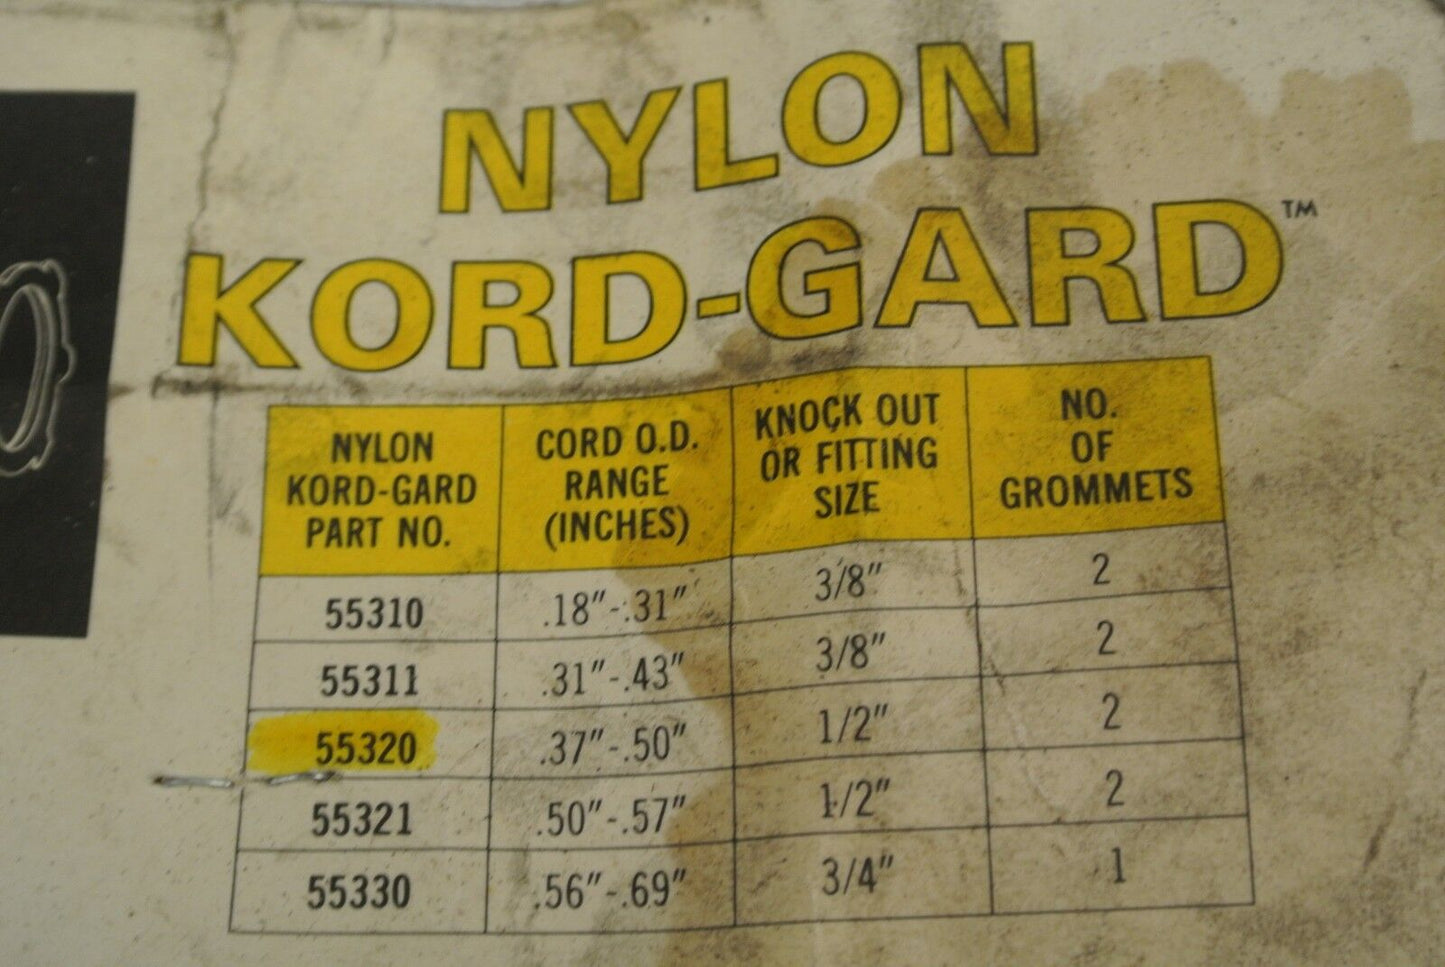 NYLON
KORD-GARD™
NYLON KORD-GARD PART NO. | CORD O.D. RANGE (INCHES) | KNOCK OUT OR FITTING SIZE | NO. OF GROMMETS
55310 | .18"-.31" | 3/8" | 2
55311 | .31"-.43" | 3/8" | 2
55320 | .37"-.50" | 1/2" | 2
55321 | .50"-.57" | 1/2" | 2
55330 | .56"-.69" | 3/4" | 1